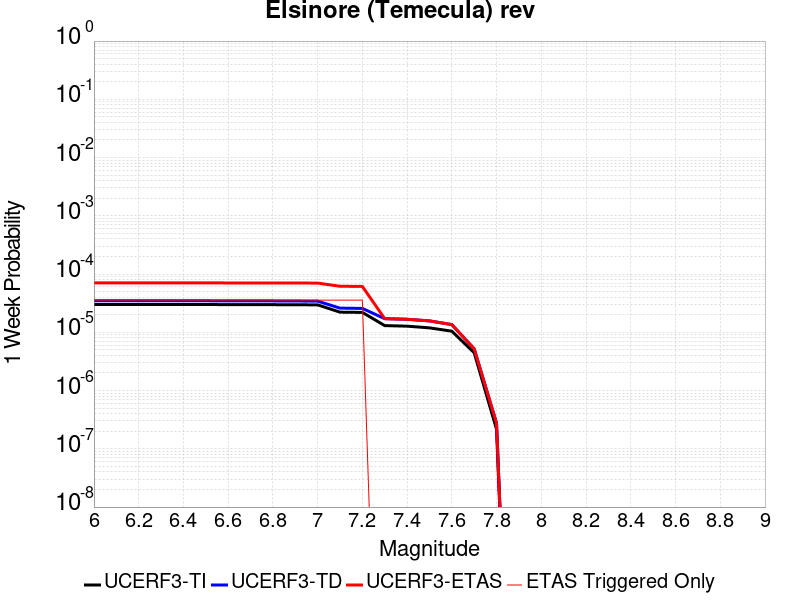 Elsinore (Temecula) rev
10^0
10^-1
10^-2
10^-3
10^-4
10^-5
10^-6
10^-7
10^-8
1 Week Probability
6 6.2 6.4 6.6 6.8 7 7.2 7.4 7.6 7.8 8 8.2 8.4 8.6 8.8 9
Magnitude
UCERF3-TI UCERF3-TD UCERF3-ETAS ETAS Triggered Only